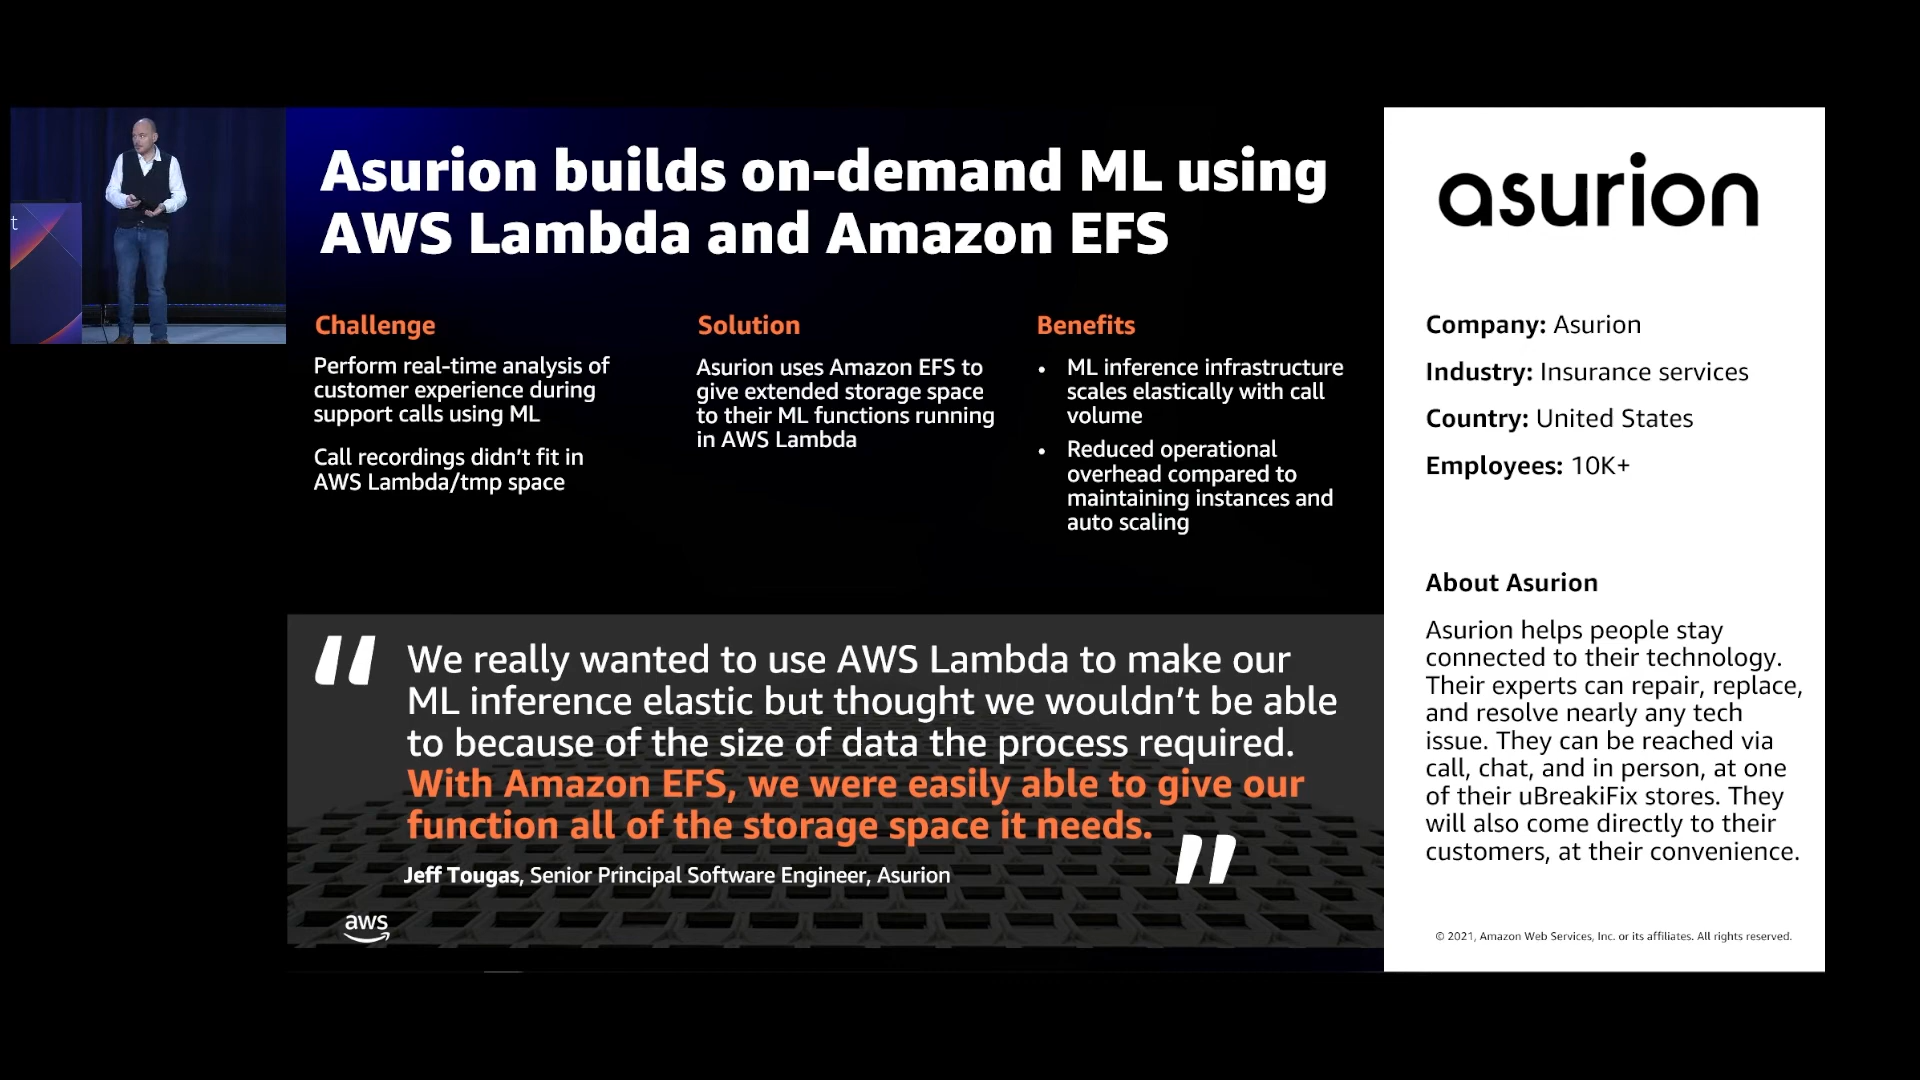 t
Asurion builds on-demand ML using
AWS Lambda and Amazon EFS
Challenge
Perform real-time analysis of
customer experience during
support calls using ML
Call recordings didn't fit in
AWS Lambda/tmp space
Solution
Asurion uses Amazon EFS to
give extended storage space
to their ML functions running
in AWS Lambda
Benefits
• ML inference infrastructure
scales elastically with call
volume
• Reduced operational
overhead compared to
maintaining instances and
auto scaling
"We really wanted to use AWS Lambda to make our
ML inference elastic but thought we wouldn't be able
to because of the size of data the process required.
With Amazon EFS, we were easily able to give our
function all of the storage space it needs."
Jeff Tougas, Senior Principal Software Engineer, Asurion
aws
asurion
Company: Asurion
Industry: Insurance services
Country: United States
Employees: 10K+
About Asurion
Asurion helps people stay
connected to their technology.
Their experts can repair, replace,
and resolve nearly any tech
issue. They can be reached via
call, chat, and in person, at one
of their uBreakiFix stores. They
will also come directly to their
customers, at their convenience.
© 2021, Amazon Web Services, Inc. or its affiliates. All rights reserved.